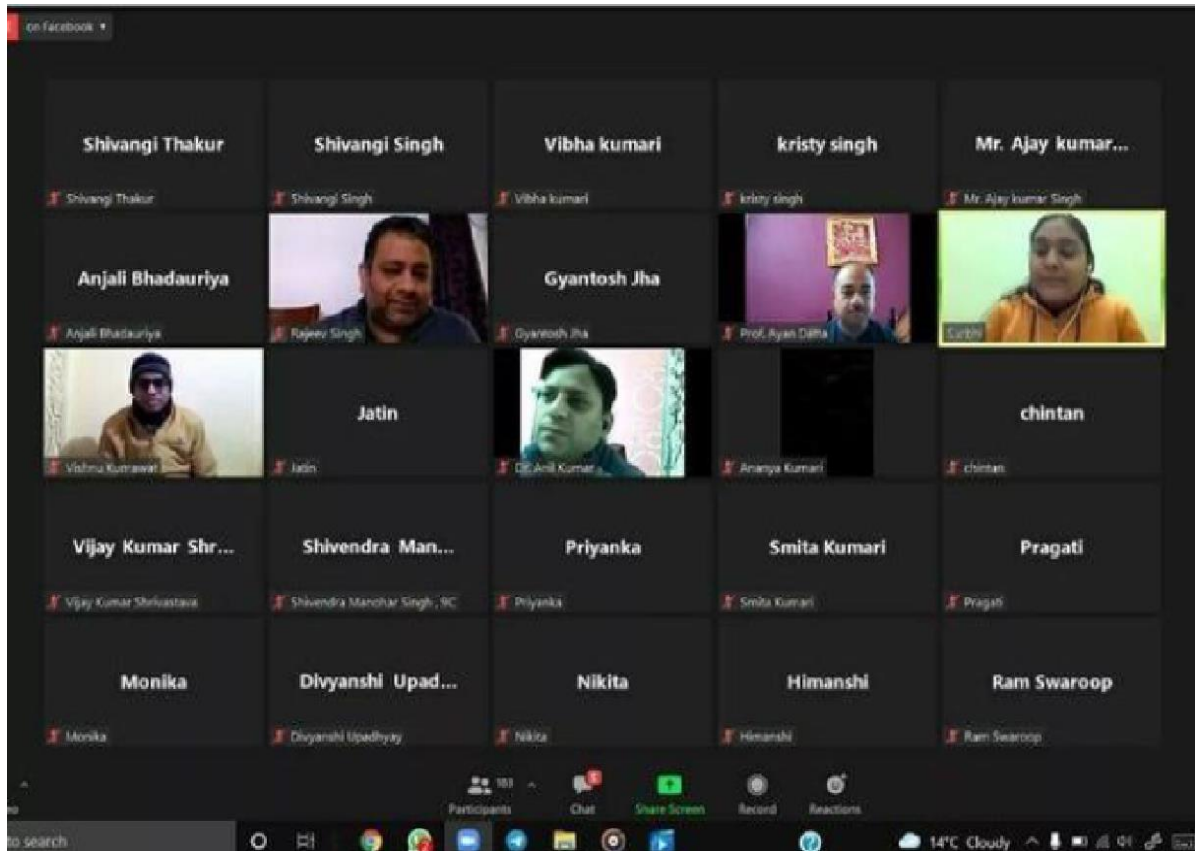 on Facebook
Shivangi Thakur
Shivangi Thakur
Shivangi Singh
Shivangi Singh
Vibha kumari
Vibha kumari
kristy singh
kristy singh
Mr. Ajay kumar...
Mr. Ajay kumar Singh
Anjali Bhadauriya
Anjali Bhadauriya
Rajeev Singh
Gyantosh Jha
Gyantosh Jha
Prof. Ayan Datta
Vishnu Kumawat
Jatin
Jatin
Dr. Anil Kumar
Ananya Kumari
chintan
chintan
Vijay Kumar Shr...
Vijay Kumar Shrivastava
Shivendra Man...
Shivendra Manohar Singh , 9C
Priyanka
Priyanka
Smita Kumari
Smita Kumari
Pragati
Pragati
Monika
Monika
Divyanshi Upad...
Divyanshi Upadhyay
Nikita
Nikita
Himanshi
Himanshi
Ram Swaroop
Ram Swaroop
Participants
Chat
Share Screen
Record
Reactions
to search
14°C Cloudy